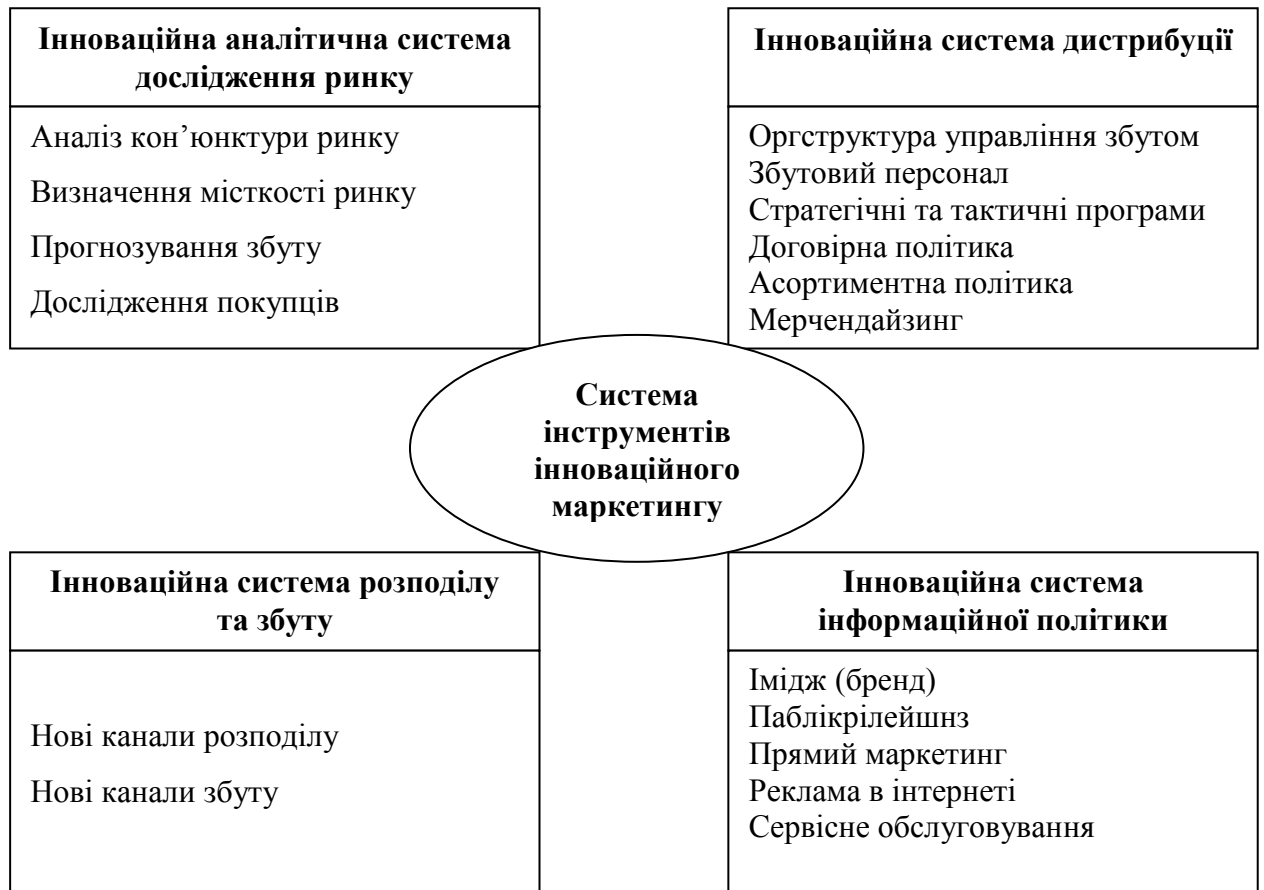 Інноваційна аналітична система
дослідження ринку
Аналіз кон’юнктури ринку
Визначення місткості ринку
Прогнозування збуту
Дослідження покупців
Інноваційна система дистрибуції
Оргструктура управління збутом
Збутовий персонал
Стратегічні та тактичні програми
Договірна політика
Асортиментна політика
Мерчендайзинг
Система
інструментів
інноваційного
маркетингу
Інноваційна система розподілу
та збуту
Нові канали розподілу
Нові канали збуту
Інноваційна система
інформаційної політики
Імідж (бренд)
Паблікрілейшнз
Прямий маркетинг
Реклама в інтернеті
Сервісне обслуговування